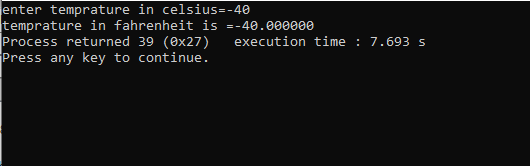 enter temprature in celsius=-40
temprature in fahrenheit is =-40.000000
Process returned 39 (0x27)   execution time : 7.693 s
Press any key to continue.